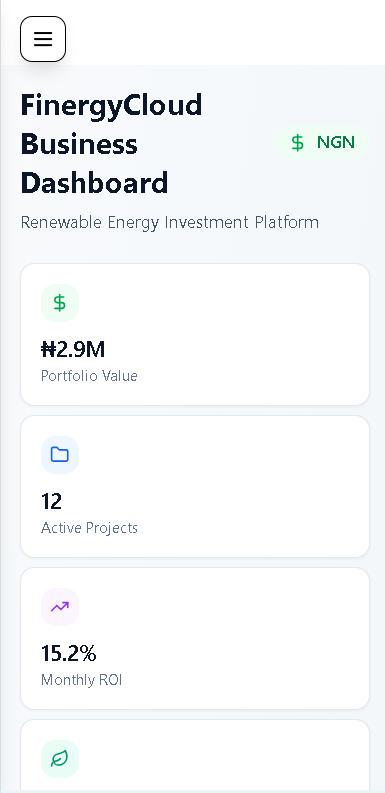 FinergyCloud
Business
Dashboard
$ NGN
Renewable Energy Investment Platform
₦2.9M
Portfolio Value
12
Active Projects
15.2%
Monthly ROI